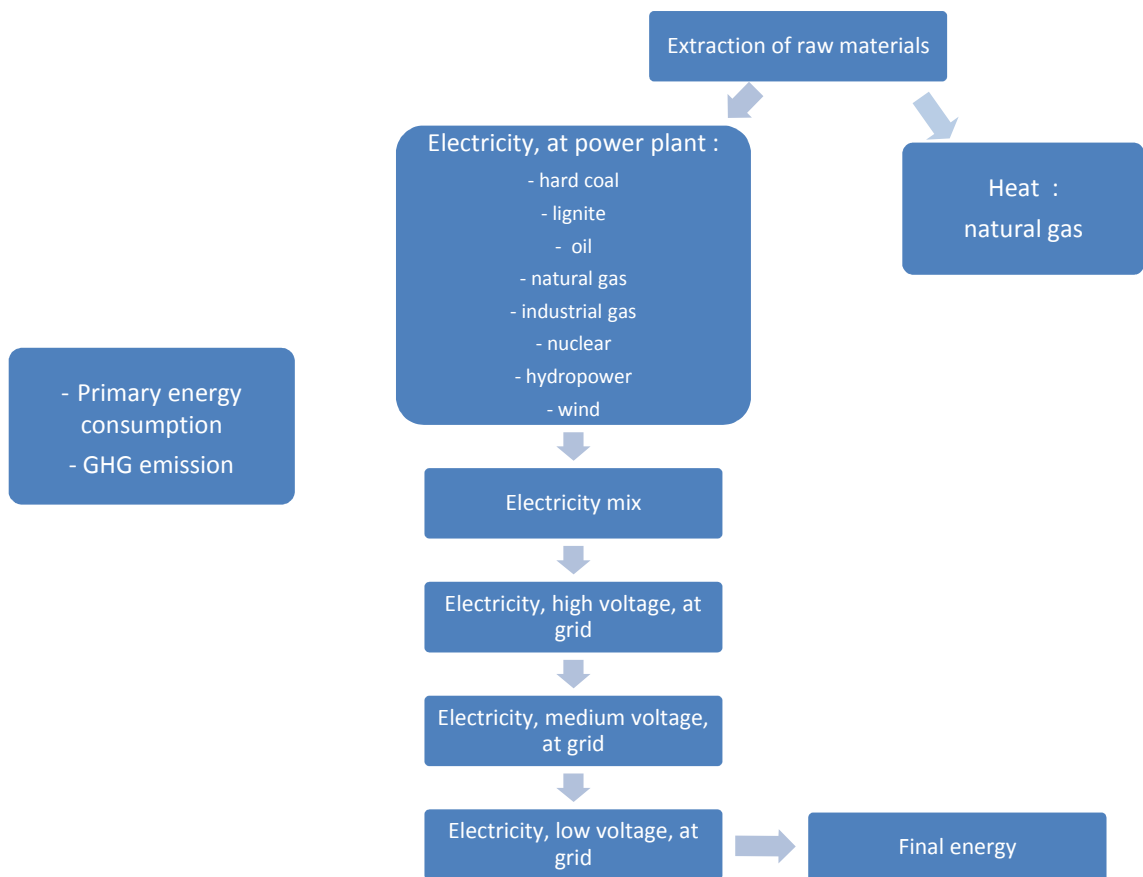 Extraction of raw materials
Electricity, at power plant :
- hard coal
- lignite
- oil
- natural gas
- industrial gas
- nuclear
- hydropower
- wind
Heat :
natural gas
- Primary energy
consumption
- GHG emission
Electricity mix
Electricity, high voltage, at
grid
Electricity, medium voltage,
at grid
Electricity, low voltage, at
grid
Final energy